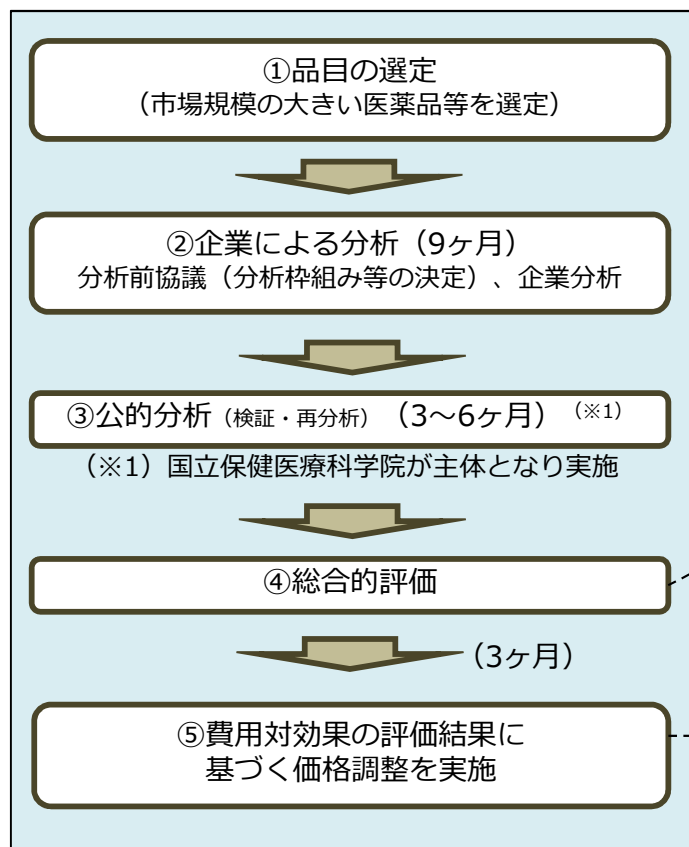 ①品目の選定
（市場規模の大きい医薬品等を選定）
②企業による分析（9ヶ月）
分析前協議（分析枠組み等の決定）、企業分析
③公的分析（検証・再分析）（3～6ヶ月）（※1）
（※1）国立保健医療科学院が主体となり実施
④総合的評価
（3ヶ月）
⑤費用対効果の評価結果に
基づく価格調整を実施